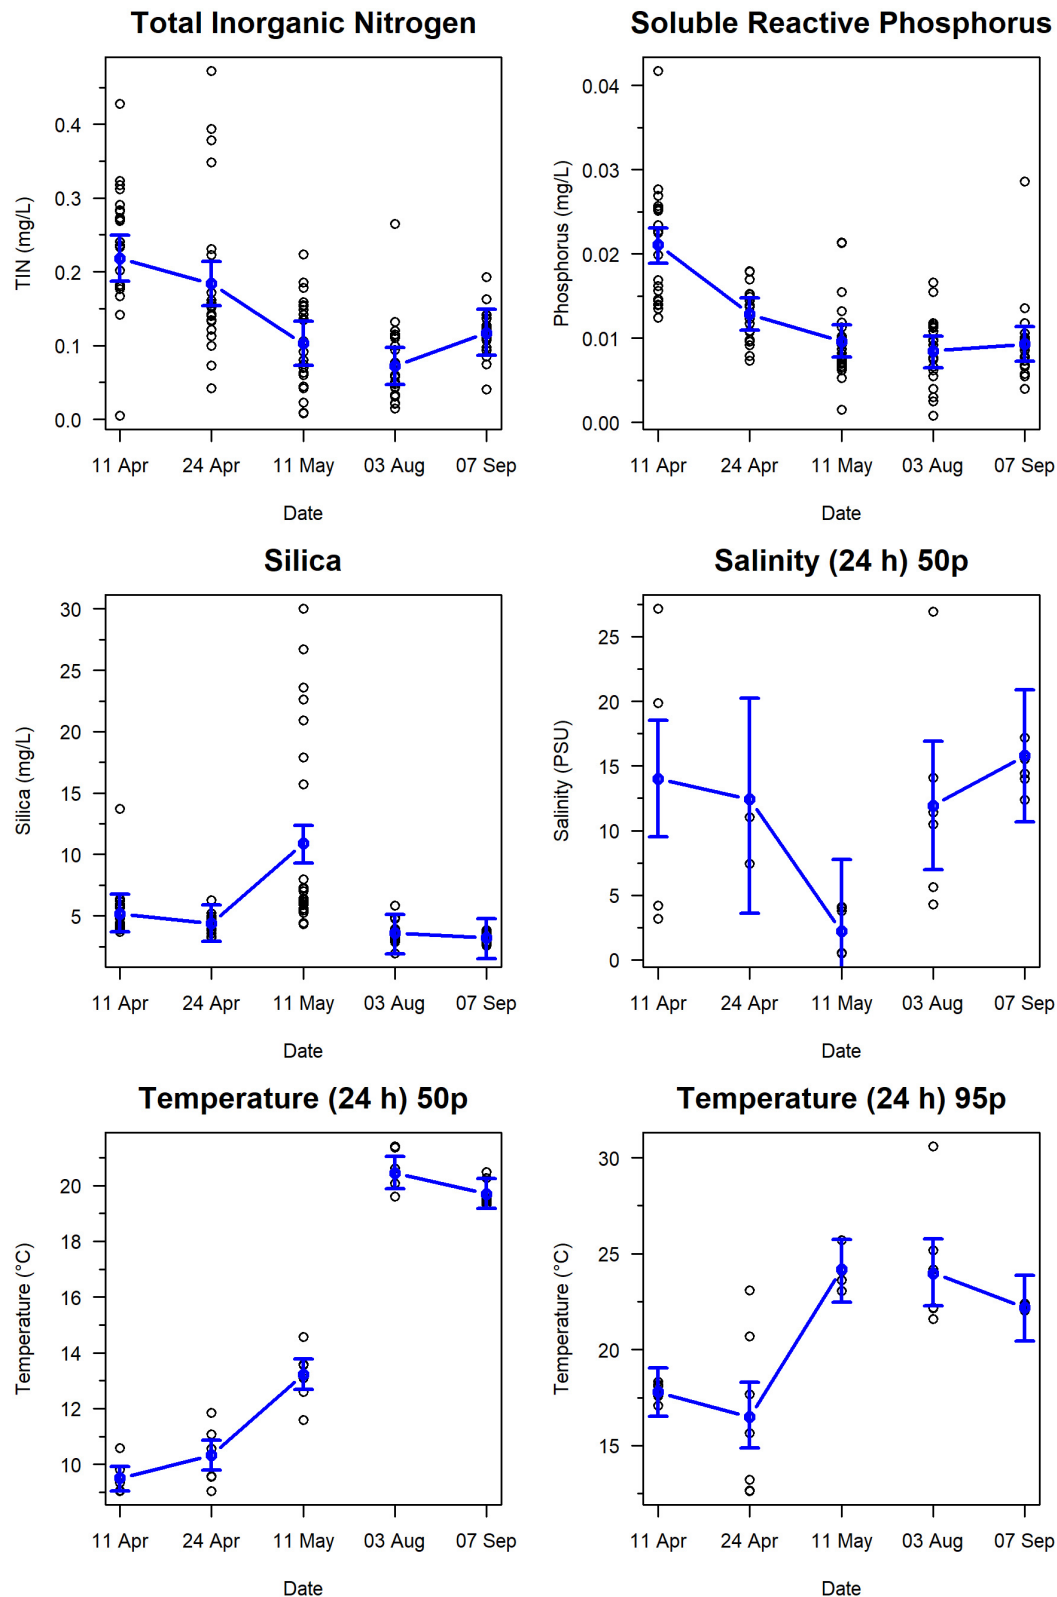 Total Inorganic Nitrogen
TIN (mg/L)
0.4
0.3
0.2
0.1
0.0
11 Apr 24 Apr 11 May 03 Aug 07 Sep
Date
Soluble Reactive Phosphorus
Phosphorus (mg/L)
0.04
0.03
0.02
0.01
0.00
11 Apr 24 Apr 11 May 03 Aug 07 Sep
Date
Silica
Silica (mg/L)
30
25
20
15
10
5
11 Apr 24 Apr 11 May 03 Aug 07 Sep
Date
Salinity (24 h) 50p
Salinity (PSU)
25
20
15
10
5
0
11 Apr 24 Apr 11 May 03 Aug 07 Sep
Date
Temperature (24 h) 50p
Temperature (°C)
20
18
16
14
12
10
11 Apr 24 Apr 11 May 03 Aug 07 Sep
Date
Temperature (24 h) 95p
Temperature (°C)
30
25
20
15
11 Apr 24 Apr 11 May 03 Aug 07 Sep
Date